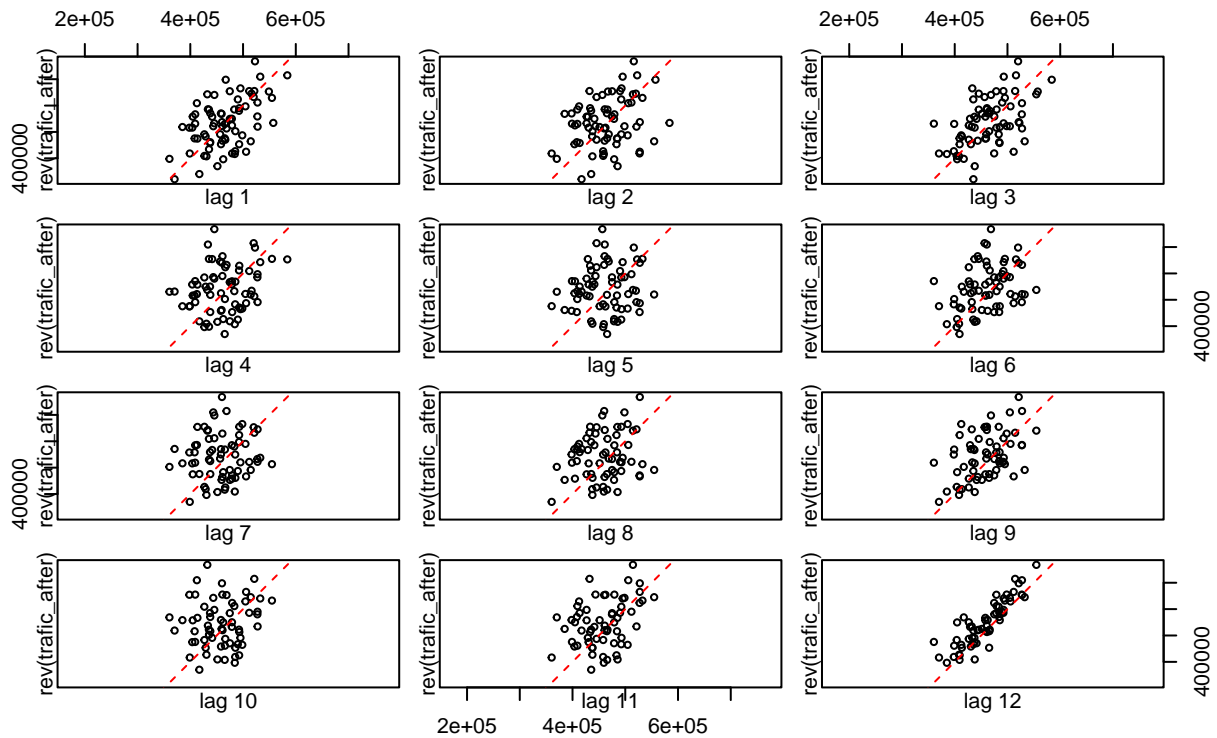 2e+05 4e+05 6e+05 4e+05 6e+05 2e+05
400000 rev(trafic_after) rev(trafic_after) rev(trafic_after)
lag 1 lag 2 lag 3
rev(trafic_after) rev(trafic_after) rev(trafic_after) 400000
lag 4 lag 5 lag 6
400000 rev(trafic_after) rev(trafic_after) rev(trafic_after)
lag 7 lag 8 lag 9
rev(trafic_after) rev(trafic_after) rev(trafic_after) 400000
lag 10 lag 11 lag 12
2e+05 4e+05 6e+05